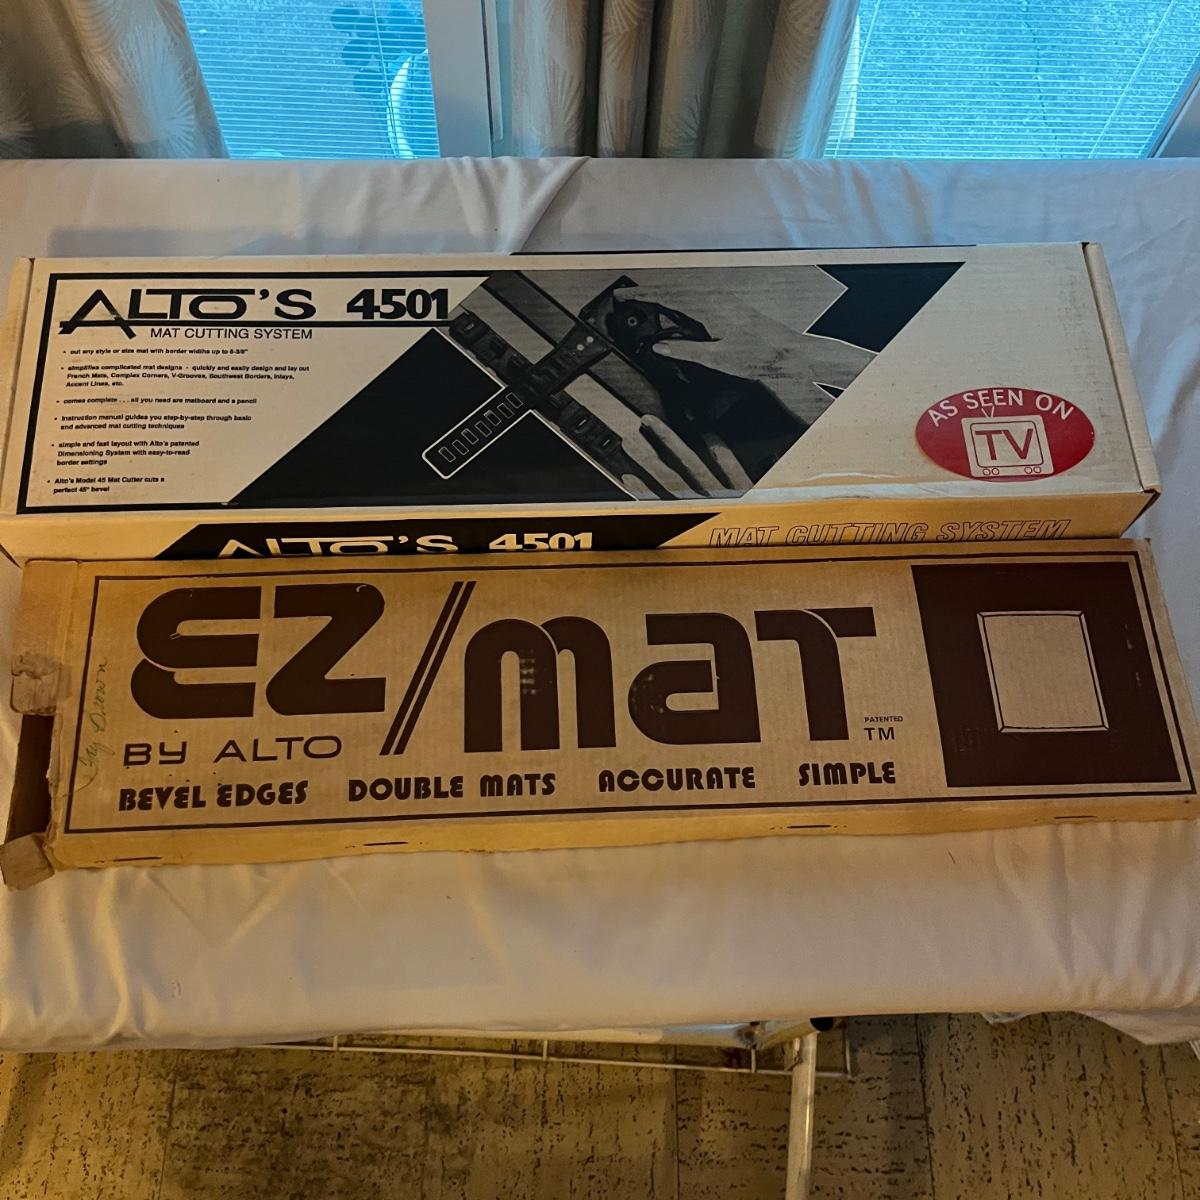 ALTO'S 4501
MAT CUTTING SYSTEM
• cut any style or size mat with border widths up to 6-3/8"
• simplifies complicated mat designs - quickly and easily design and lay out
French Mats, Complex Corners, V-Grooves, Southwest Borders, Inlays,
Accent Lines, etc.
• comes complete . . . all you need are matboard and a pencil
• instruction manual guides you step-by-step through basic
and advanced mat cutting techniques
• simple and fast layout with Alto's patented
Dimensioning System with easy-to-read
border settings
• Alto's Model 45 Mat Cutter cuts a
perfect 45° bevel
AS SEEN ON
TV
ALTO'S 4501 MAT CUTTING SYSTEM
EZ/maT
PATENTED
TM
BY ALTO
BEVEL EDGES DOUBLE MATS ACCURATE SIMPLE